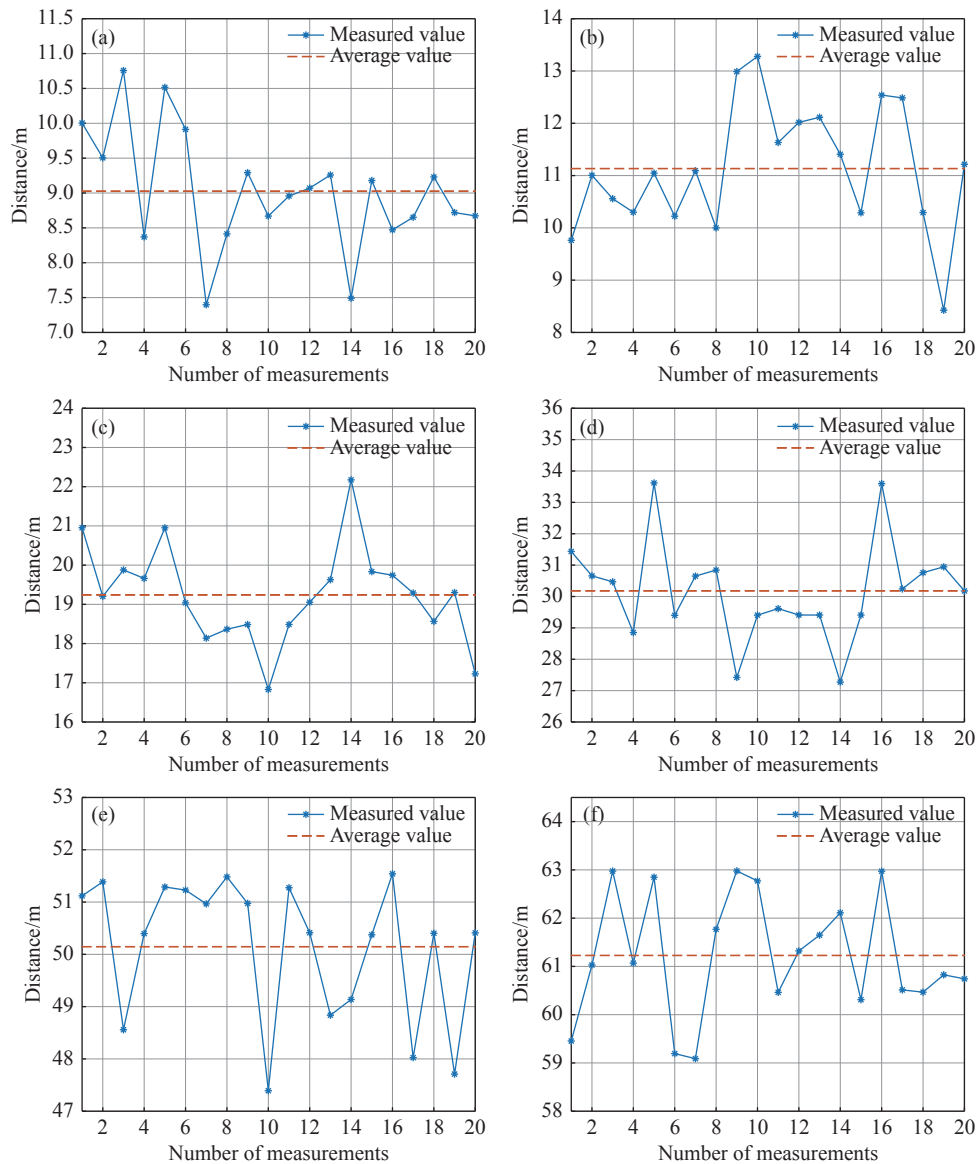 (a)
Measured value
Average value
11.5
11.0
10.5
10.0
9.5
9.0
8.5
8.0
7.5
7.0
Distance/m
2 4 6 8 10 12 14 16 18 20
Number of measurements
(b)
Measured value
Average value
13
12
11
10
9
8
Distance/m
2 4 6 8 10 12 14 16 18 20
Number of measurements
(c)
Measured value
Average value
24
23
22
21
20
19
18
17
16
Distance/m
2 4 6 8 10 12 14 16 18 20
Number of measurements
(d)
Measured value
Average value
36
35
34
33
32
31
30
29
28
27
26
Distance/m
2 4 6 8 10 12 14 16 18 20
Number of measurements
(e)
Measured value
Average value
53
52
51
50
49
48
47
Distance/m
2 4 6 8 10 12 14 16 18 20
Number of measurements
(f)
Measured value
Average value
64
63
62
61
60
59
58
Distance/m
2 4 6 8 10 12 14 16 18 20
Number of measurements